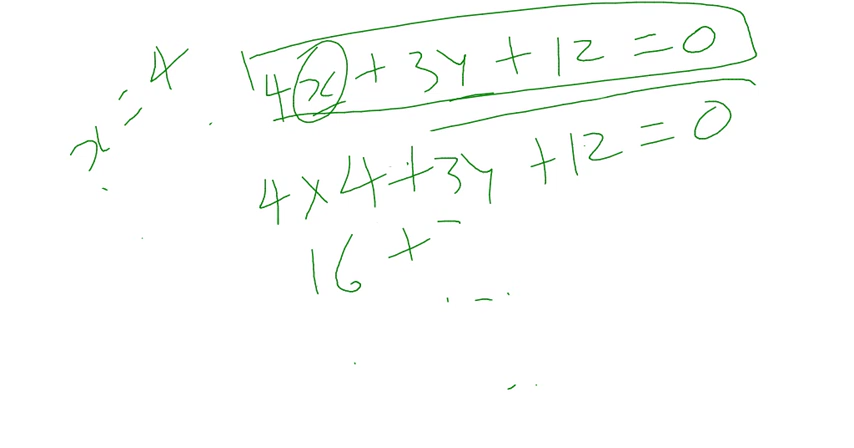 x = 4
4x + 3y + 12 = 0
4 × 4 + 3y + 12 = 0
16 +